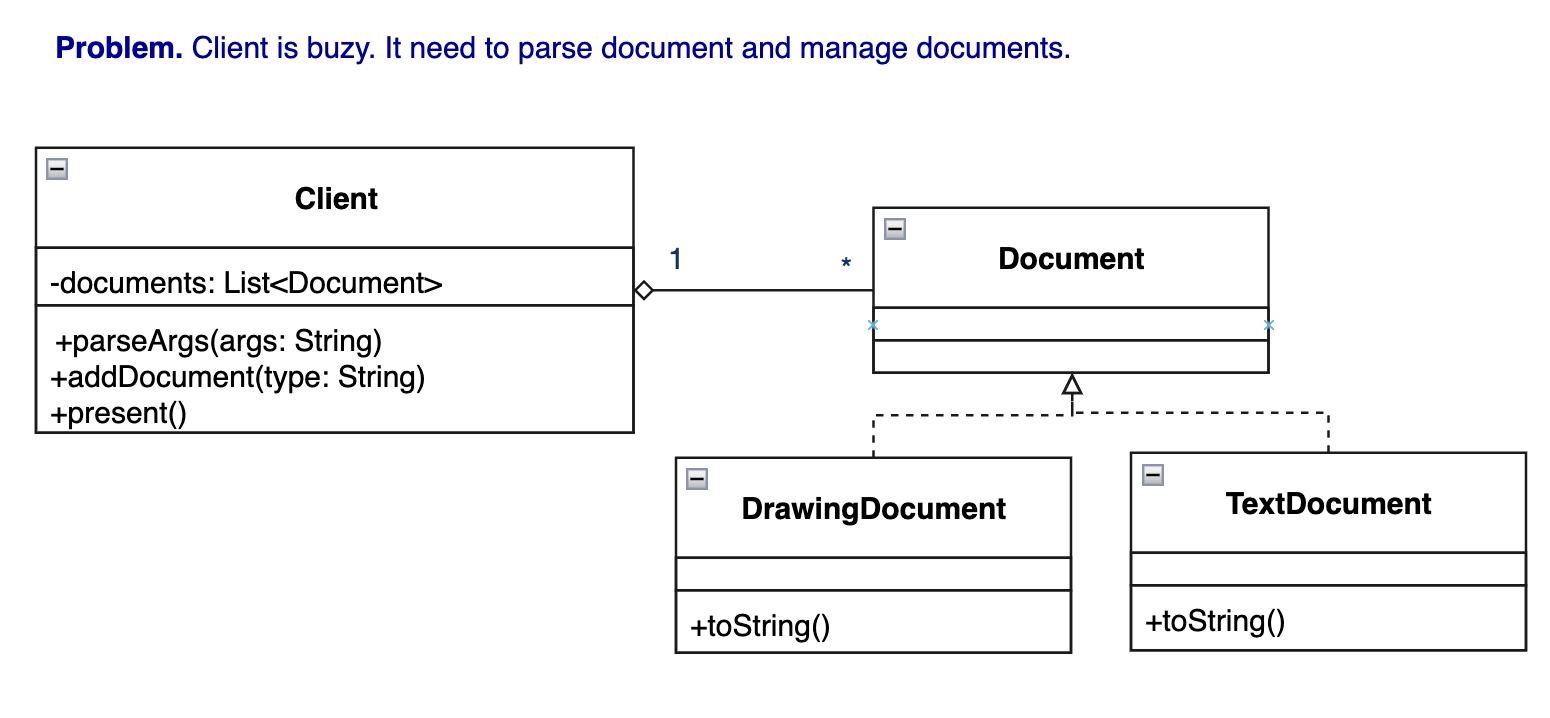 Problem. Client is buzy. It need to parse document and manage documents.
Client
-documents: List<Document>
+parseArgs(args: String)
+addDocument(type: String)
+present()
1
*
Document
DrawingDocument
+toString()
TextDocument
+toString()